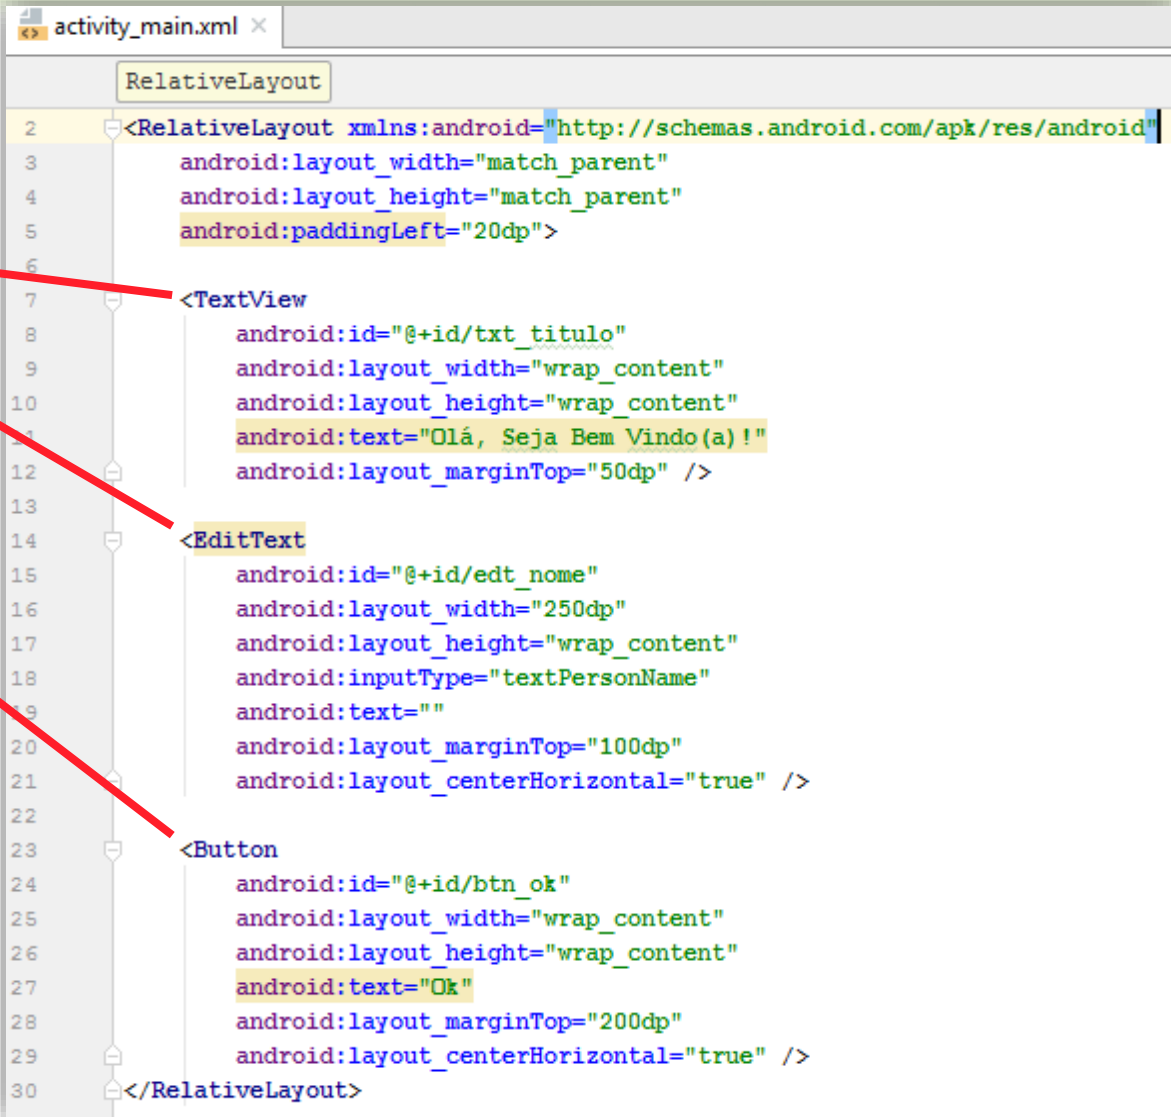 activity_main.xml
RelativeLayout
2 <RelativeLayout xmlns:android="http://schemas.android.com/apk/res/android"
3 android:layout_width="match_parent"
4 android:layout_height="match_parent"
5 android:paddingLeft="20dp">
6
7 <TextView
8 android:id="@+id/txt_titulo"
9 android:layout_width="wrap_content"
10 android:layout_height="wrap_content"
11 android:text="Olá, Seja Bem Vindo(a)!"
12 android:layout_marginTop="50dp" />
13
14 <EditText
15 android:id="@+id/edt_nome"
16 android:layout_width="250dp"
17 android:layout_height="wrap_content"
18 android:inputType="textPersonName"
19 android:text=""
20 android:layout_marginTop="100dp"
21 android:layout_centerHorizontal="true" />
22
23 <Button
24 android:id="@+id/btn_ok"
25 android:layout_width="wrap_content"
26 android:layout_height="wrap_content"
27 android:text="Ok"
28 android:layout_marginTop="200dp"
29 android:layout_centerHorizontal="true" />
30 </RelativeLayout>